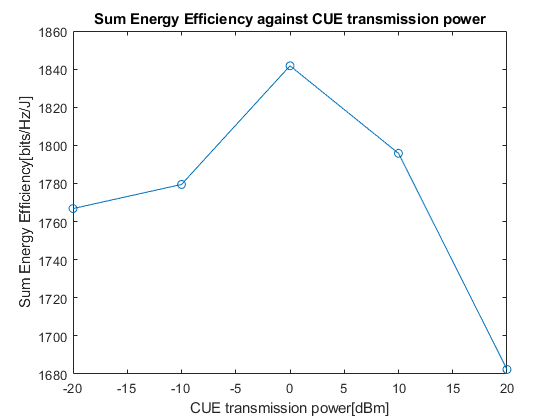 Sum Energy Efficiency against CUE transmission power
1860
1840
1820
1800
1780
1760
1740
1720
1700
1680
Sum Energy Efficiency[bits/Hz/J]
-20 -15 -10 -5 0 5 10 15 20
CUE transmission power[dBm]